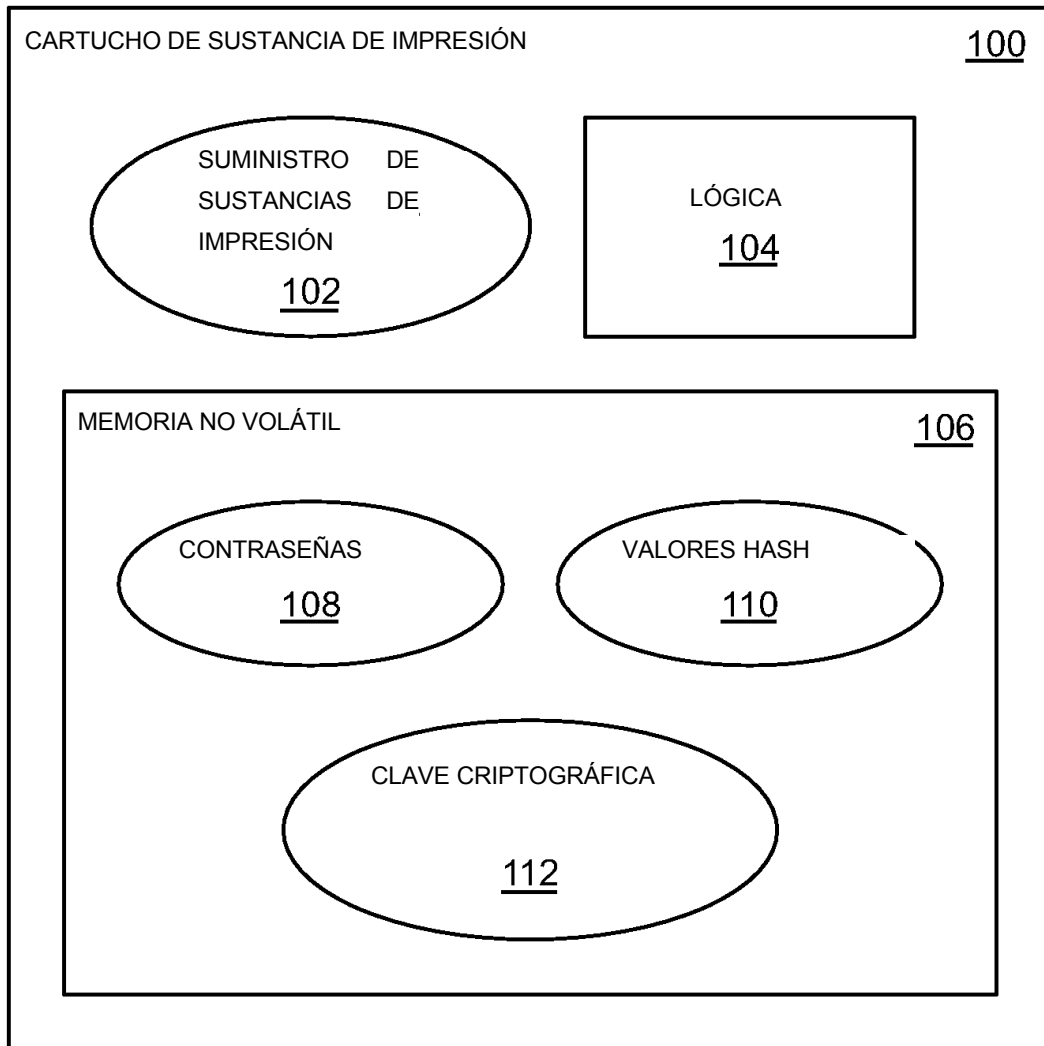 CARTUCHO DE SUSTANCIA DE IMPRESIÓN
100
SUMINISTRO DE
SUSTANCIAS DE
IMPRESIÓN
102
LÓGICA
104
MEMORIA NO VOLÁTIL
106
CONTRASEÑAS
108
VALORES HASH
110
CLAVE CRIPTOGRÁFICA
112